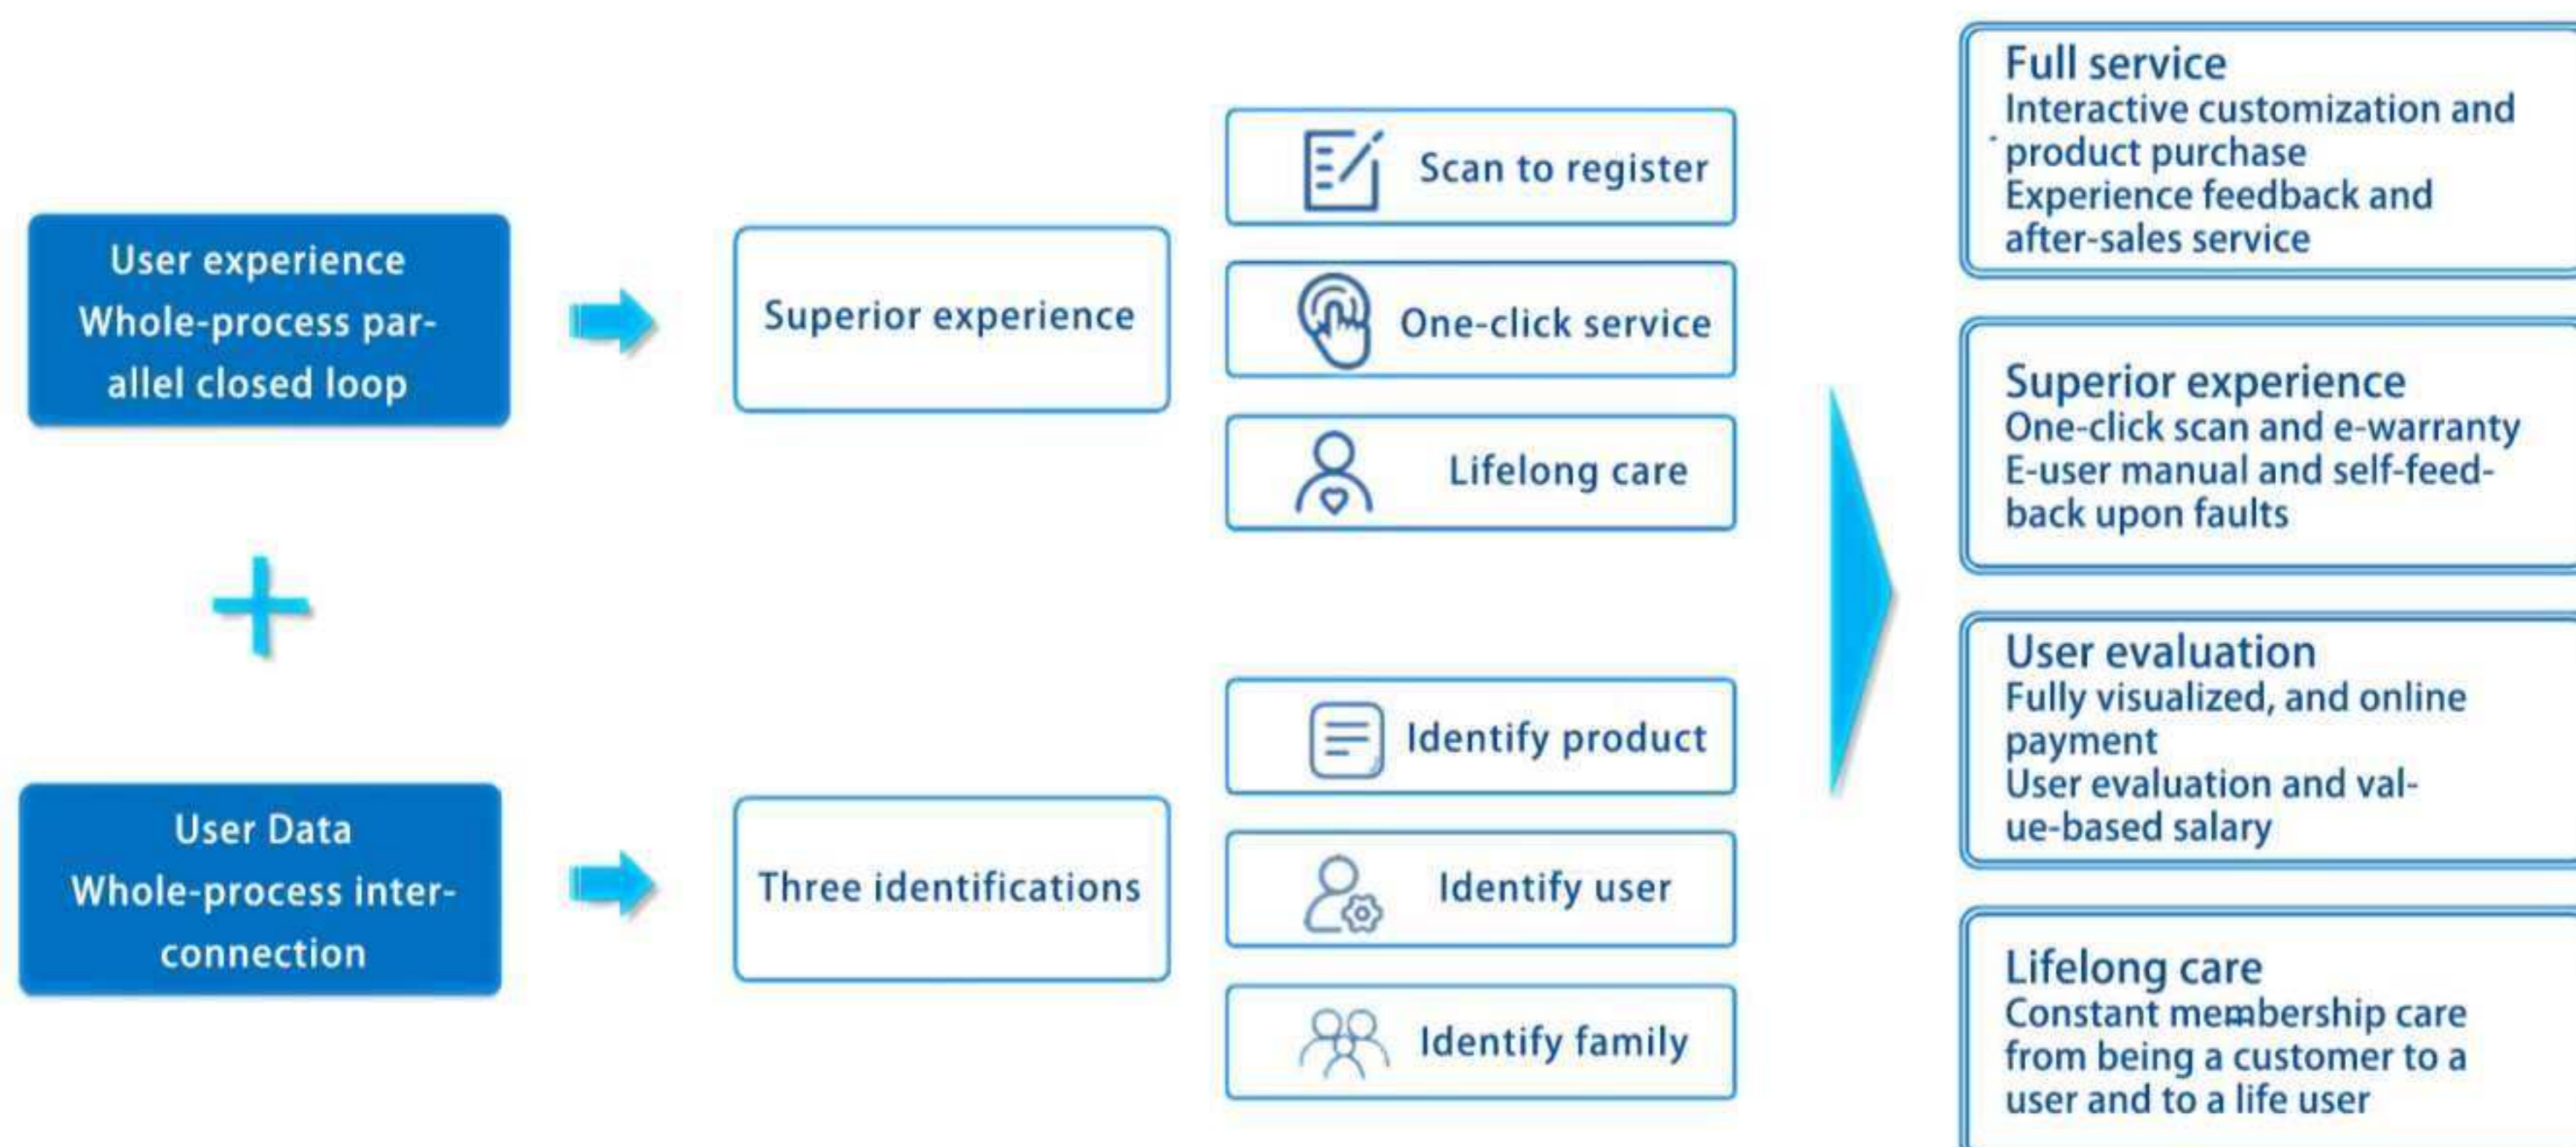 User experience
Whole-process par-
allel closed loop
Superior experience
Scan to register
One-click service
Lifelong care
User Data
Whole-process inter-
connection
Three identifications
Identify product
Identify user
Identify family
Full service
Interactive customization and
product purchase
Experience feedback and
after-sales service
Superior experience
One-click scan and e-warranty
E-user manual and self-feed-
back upon faults
User evaluation
Fully visualized, and online
payment
User evaluation and val-
ue-based salary
Lifelong care
Constant membership care
from being a customer to a
user and to a life user